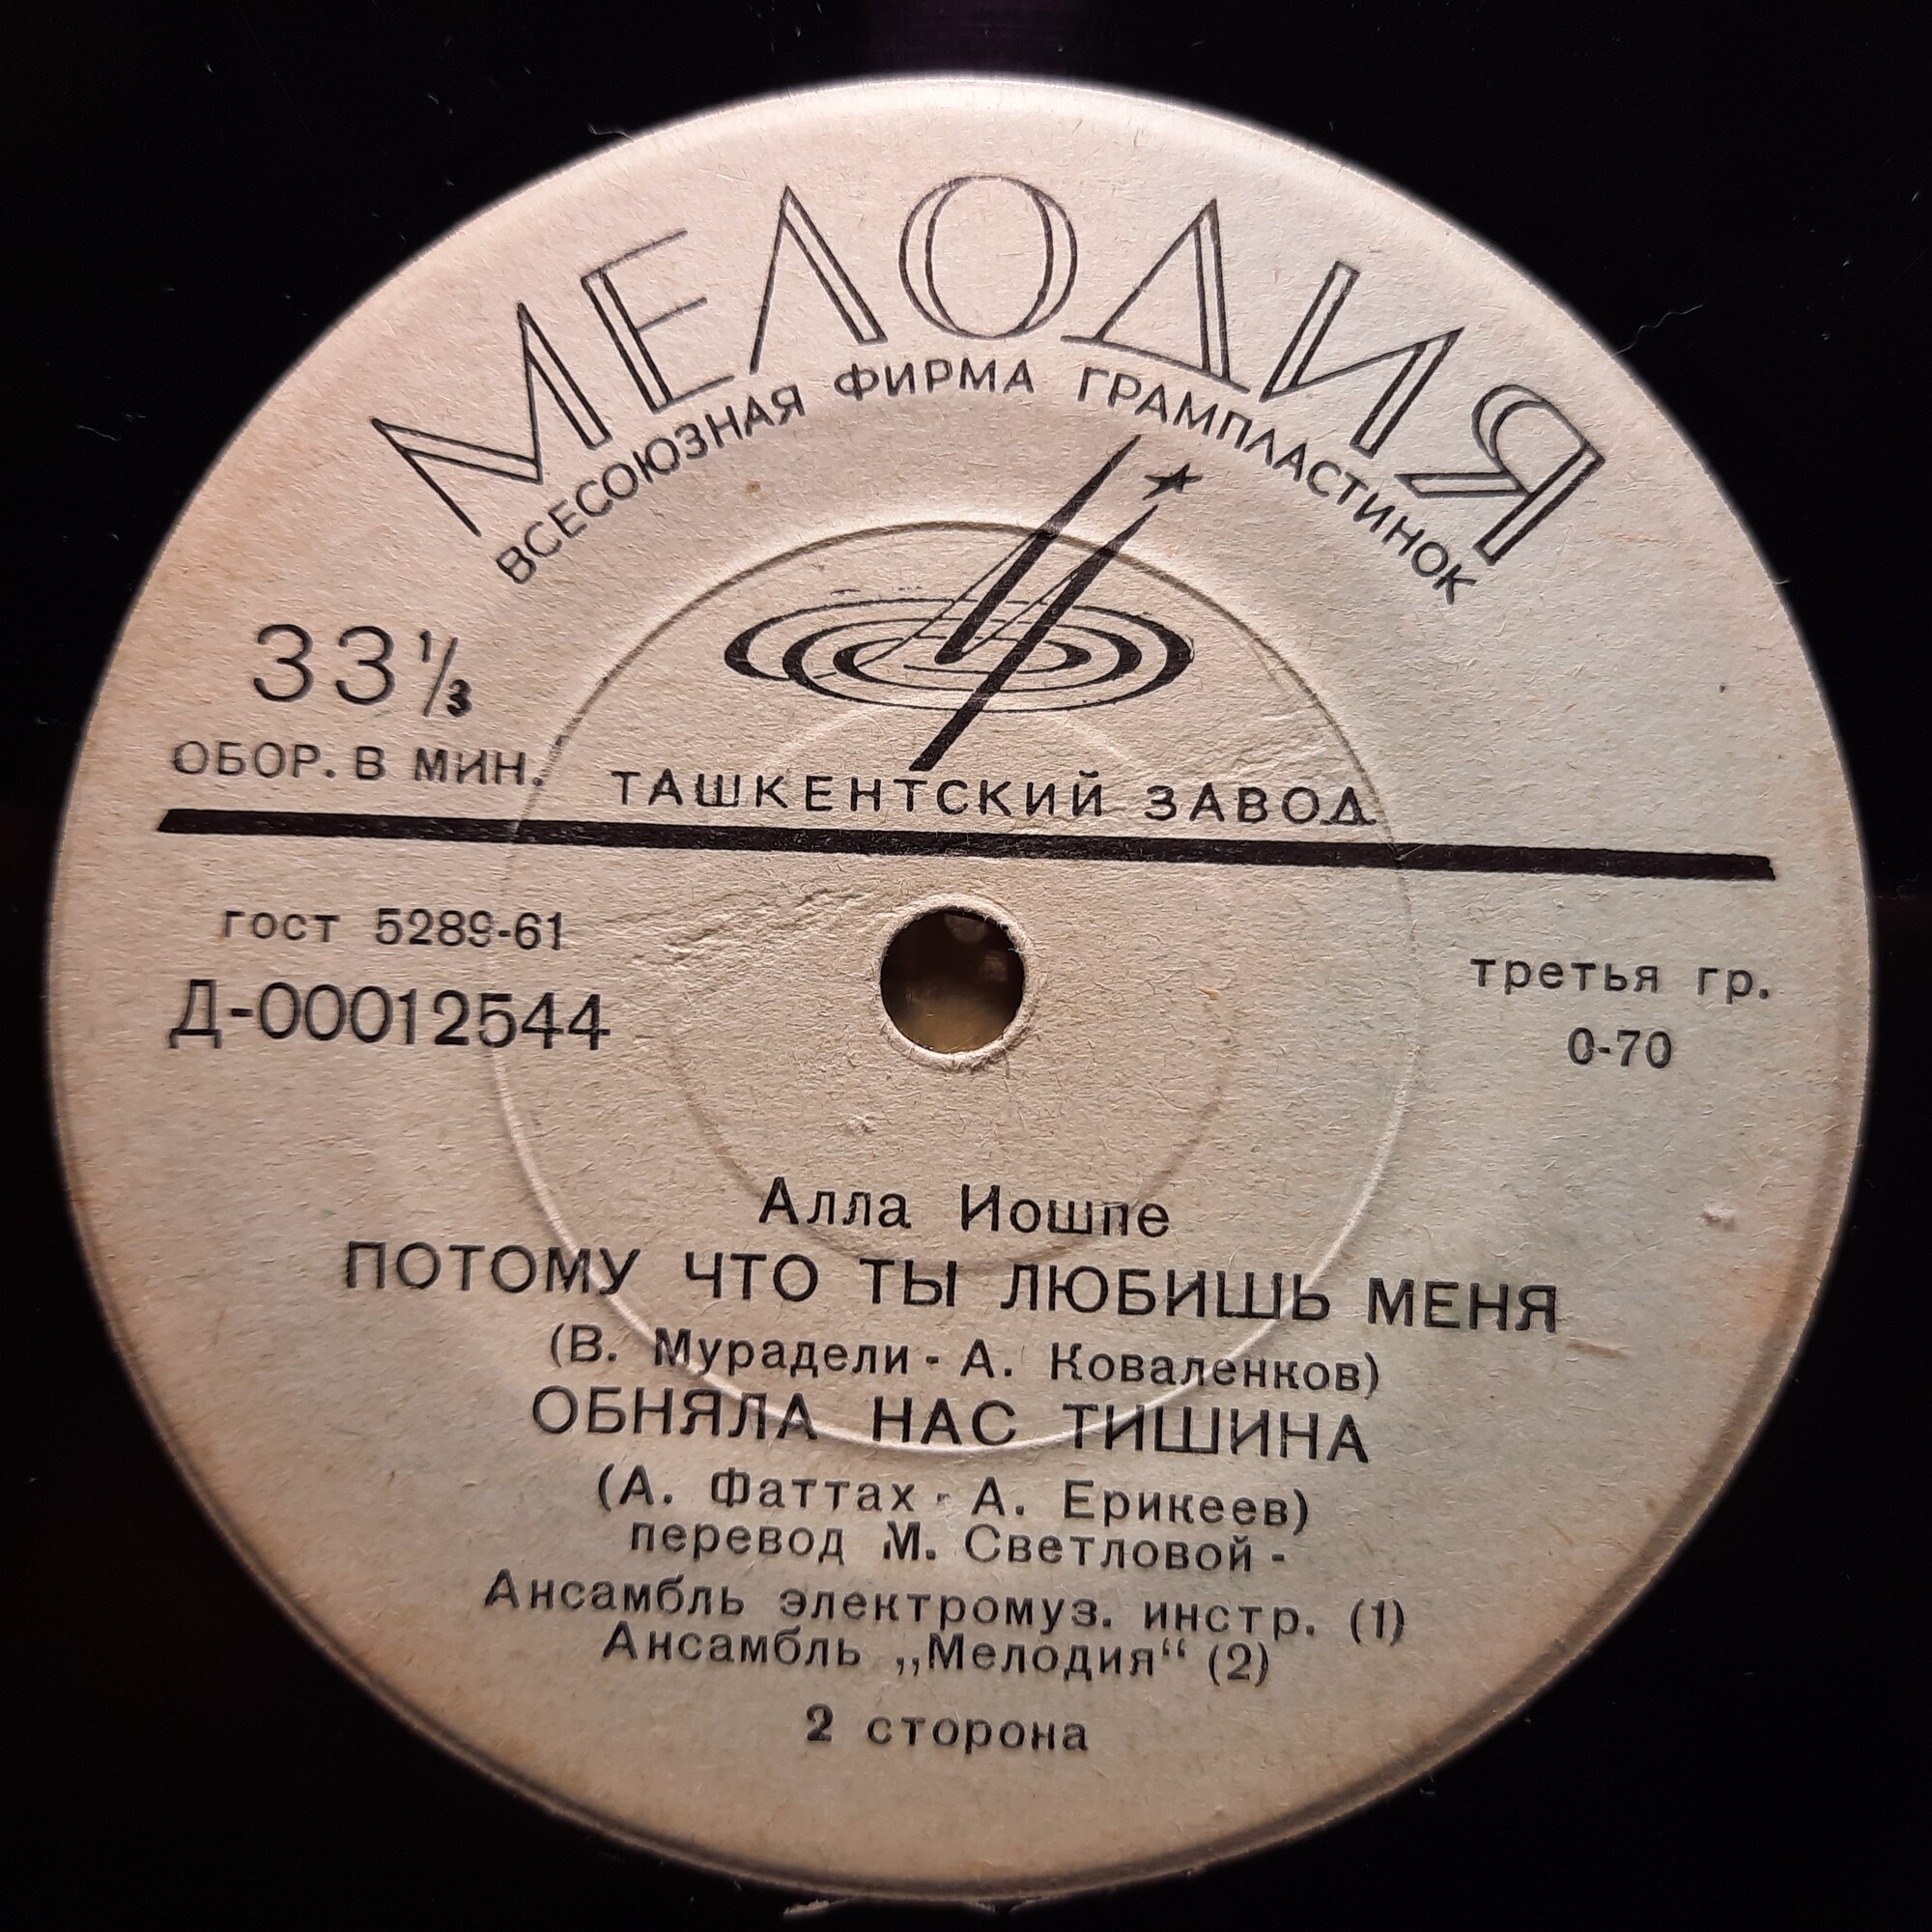 МЕЛОДИЯ
ВСЕСОЮЗНАЯ ФИРМА ГРАМПЛАСТИНОК
33 1/3
ОБОР. В МИН.
ТАШКЕНТСКИЙ ЗАВОД
гост 5289-61
Д-00012544
третья гр.
0-70
Алла Иошпе
ПОТОМУ ЧТО ТЫ ЛЮБИШЬ МЕНЯ
(В. Мурадели - А. Коваленков)
ОБНЯЛА НАС ТИШИНА
(А. Фаттах - А. Ерикеев)
перевод М. Светловой -
Ансамбль электромуз. инстр. (1)
Ансамбль „Мелодия“ (2)
2 сторона